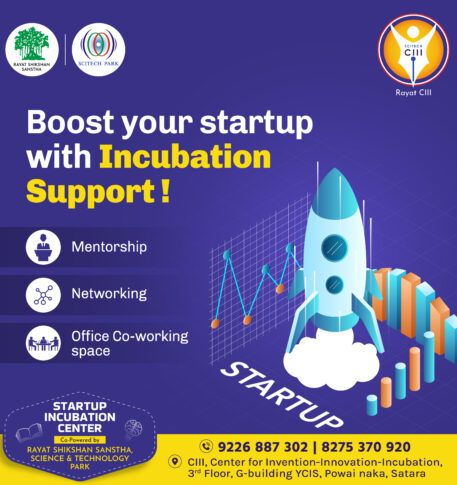 RAYAT SHIKSHAN
SANSTHA
SCITECH PARK
SCITECH
CIII
Rayat CIII
Boost your startup
with Incubation
Support !
Mentorship
Networking
Office Co-working
space
STARTUP
STARTUP
INCUBATION
CENTER
Co-Powered by
RAYAT SHIKSHAN SANSTHA,
SCIENCE & TECHNOLOGY
PARK
9226 887 302 | 8275 370 920
CIII, Center for Invention-Innovation-Incubation,
3rd Floor, G-building YCIS, Powai naka, Satara